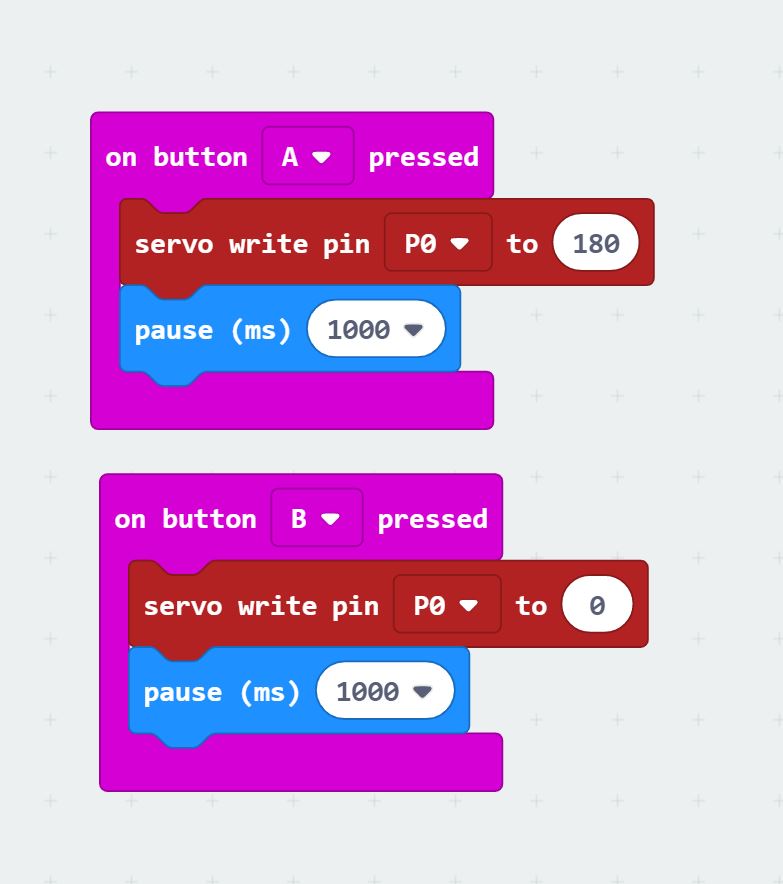 on button A pressed
servo write pin P0 to 180
pause (ms) 1000
on button B pressed
servo write pin P0 to 0
pause (ms) 1000